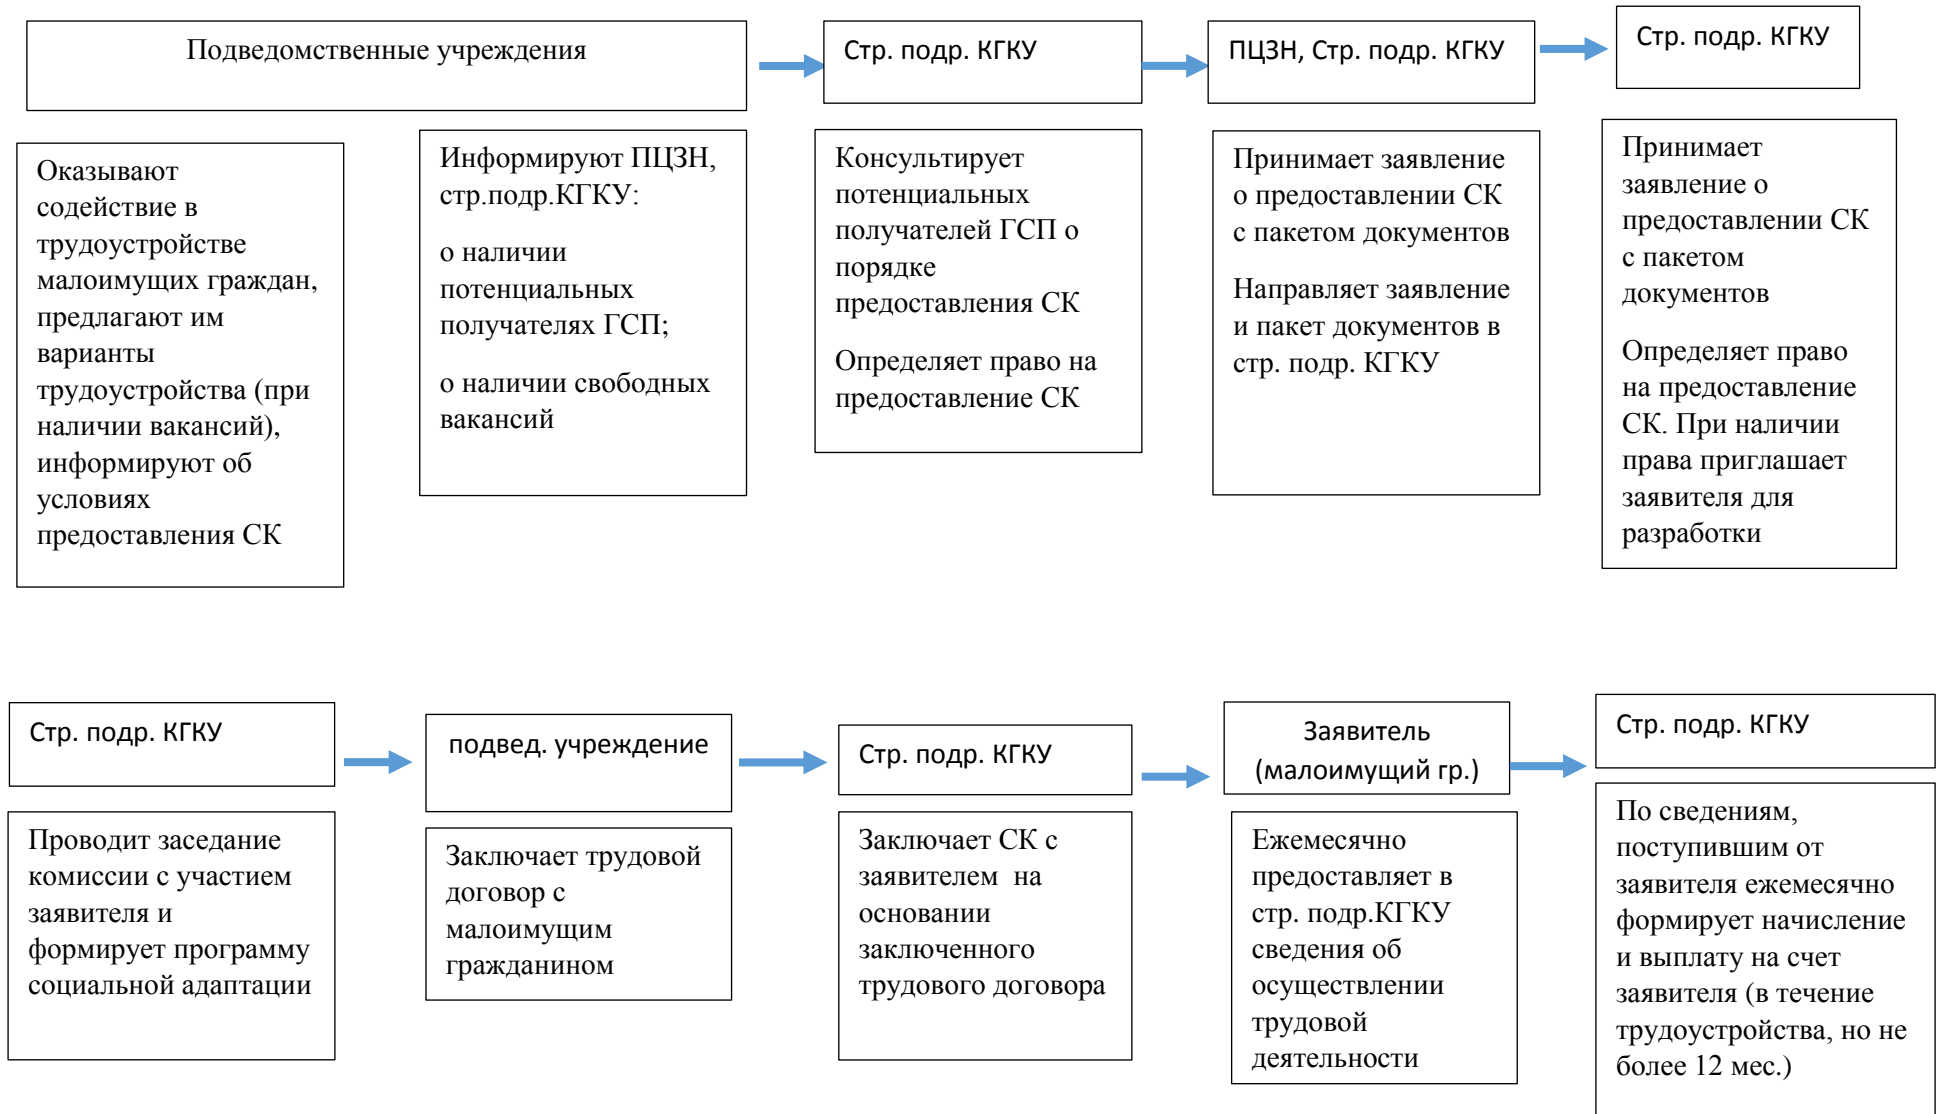 Подведомственные учреждения
Стр. подр. КГКУ
ПЦЗН, Стр. подр. КГКУ
Стр. подр. КГКУ
Оказывают
содействие в
трудоустройстве
малоимущих граждан,
предлагают им
варианты
трудоустройства (при
наличии вакансий),
информируют об
условиях
предоставления СК
Информируют ПЦЗН,
стр.подр.КГКУ:
о наличии
потенциальных
получателях ГСП;
о наличии свободных
вакансий
Консультирует
потенциальных
получателей ГСП о
порядке
предоставления СК
Определяет право на
предоставление СК
Принимает заявление
о предоставлении СК
с пакетом документов
Направляет заявление
и пакет документов в
стр. подр. КГКУ
Принимает
заявление о
предоставлении СК
с пакетом
документов
Определяет право
на предоставление
СК. При наличии
права приглашает
заявителя для
разработки
Стр. подр. КГКУ
подвед. учреждение
Стр. подр. КГКУ
Заявитель
(малоимущий гр.)
Стр. подр. КГКУ
Проводит заседание
комиссии с участием
заявителя и
формирует программу
социальной адаптации
Заключает трудовой
договор с
малоимущим
гражданином
Заключает СК с
заявителем на
основании
заключенного
трудового договора
Ежемесячно
предоставляет в
стр. подр.КГКУ
сведения об
осуществлении
трудовой
деятельности
По сведениям,
поступившим от
заявителя ежемесячно
формирует начисление
и выплату на счет
заявителя (в течение
трудоустройства, но не
более 12 мес.)